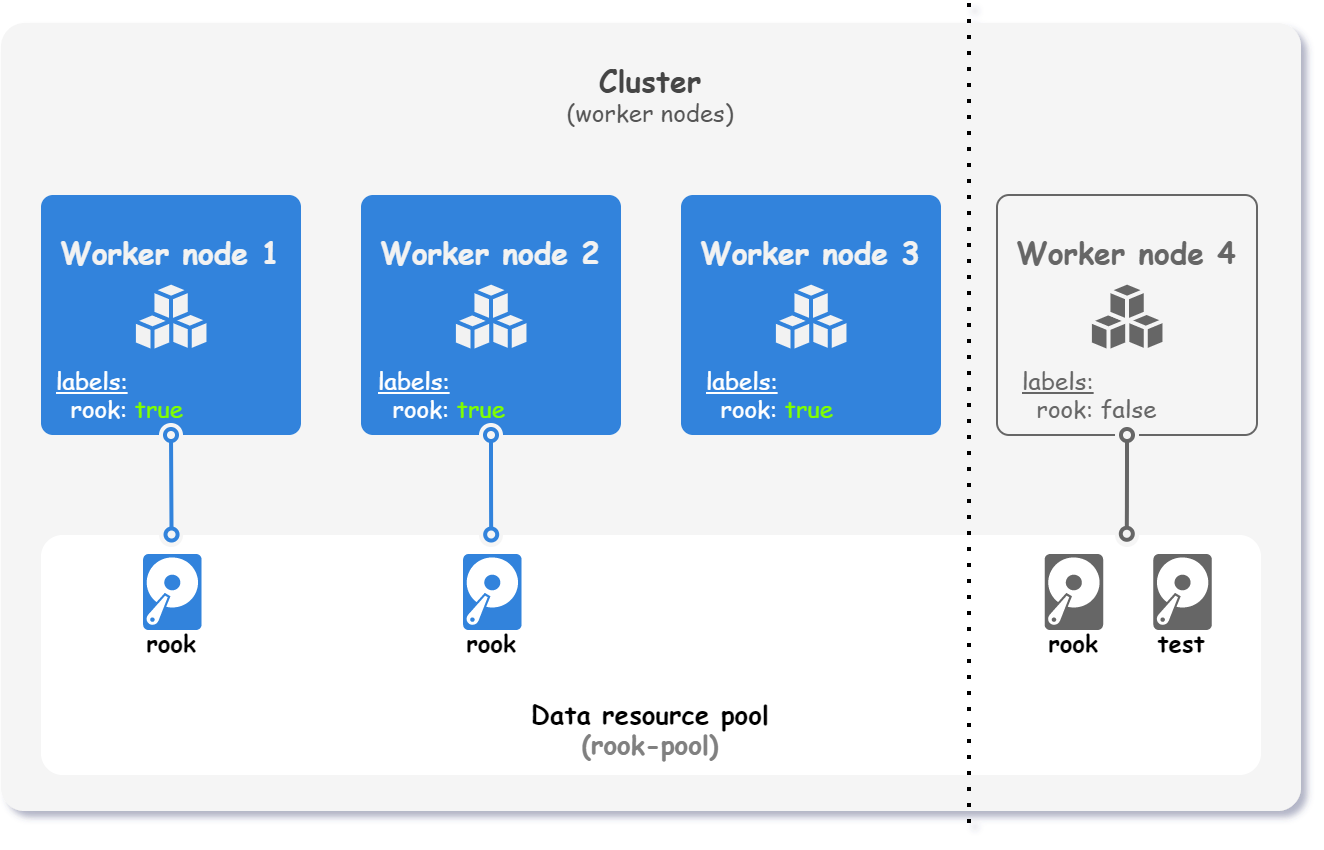 Cluster
(worker nodes)
Worker node 1
labels:
rook: true
Worker node 2
labels:
rook: true
Worker node 3
labels:
rook: true
Worker node 4
labels:
rook: false
rook
rook
rook
test
Data resource pool
(rook-pool)